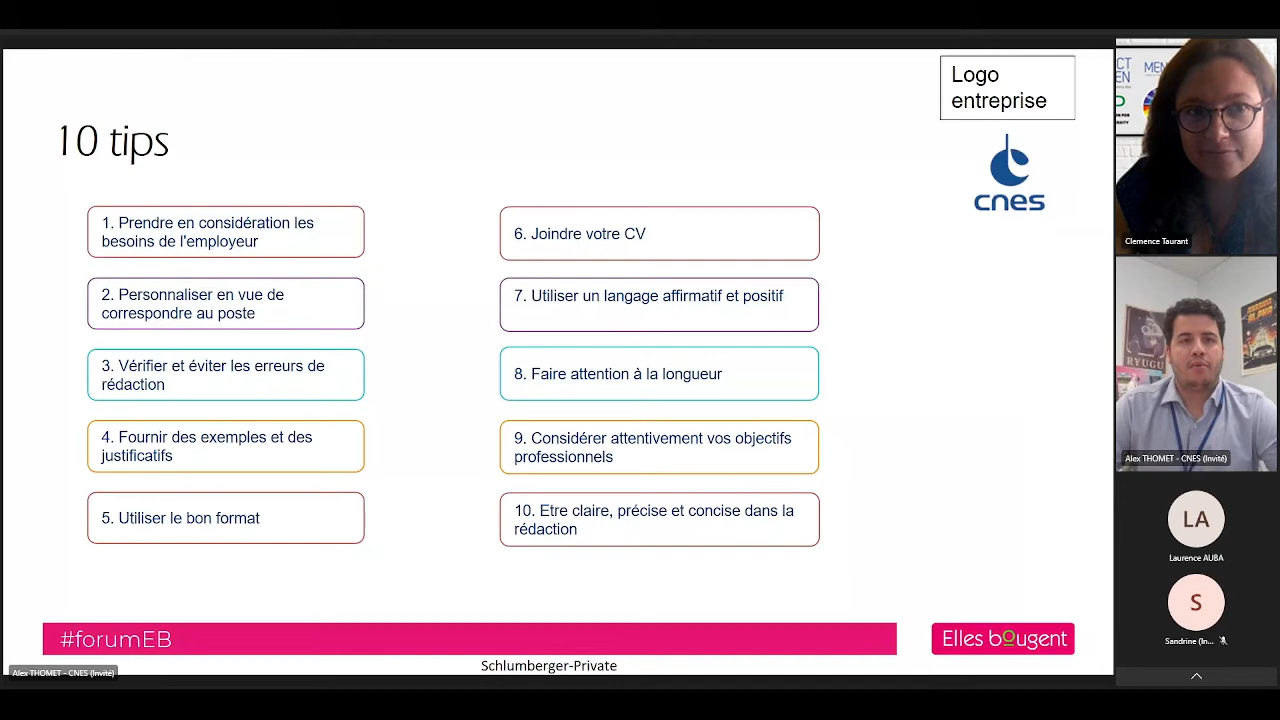 Logo
entreprise
10 tips
cnes
1. Prendre en considération les
besoins de l'employeur
2. Personnaliser en vue de
correspondre au poste
3. Vérifier et éviter les erreurs de
rédaction
4. Fournir des exemples et des
justificatifs
5. Utiliser le bon format
6. Joindre votre CV
7. Utiliser un langage affirmatif et positif
8. Faire attention à la longueur
9. Considérer attentivement vos objectifs
professionnels
10. Etre claire, précise et concise dans la
rédaction
#forumEB
Elles bougent
Schlumberger-Private
Alex THOMET - CNES (Invité)
Clemence Taurant
RYUGU
Alex THOMET - CNES (Invité)
LA
Laurence AUBA
S
Sandrine (In...